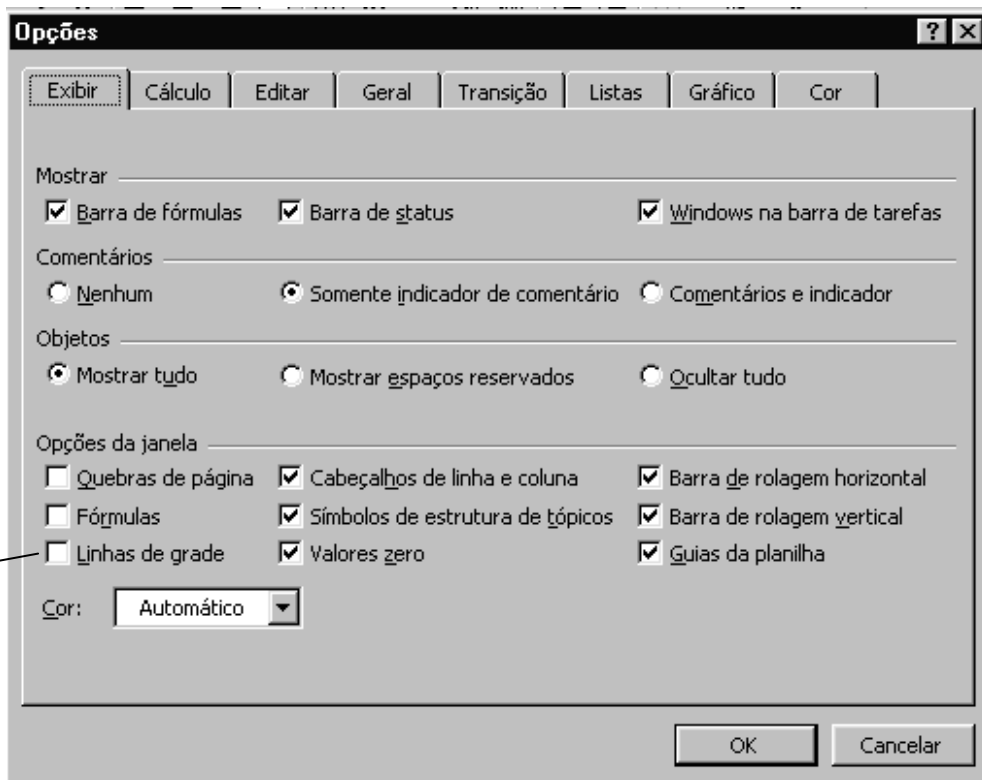 Opções
Exibir Cálculo Editar Geral Transição Listas Gráfico Cor
Mostrar
Barra de fórmulas Barra de status Windows na barra de tarefas
Comentários
Nenhum Somente indicador de comentário Comentários e indicador
Objetos
Mostrar tudo Mostrar espaços reservados Ocultar tudo
Opções da janela
Quebras de página Cabeçalhos de linha e coluna Barra de rolagem horizontal
Fórmulas Símbolos de estrutura de tópicos Barra de rolagem vertical
Linhas de grade Valores zero Guias da planilha
Cor: Automático
OK Cancelar